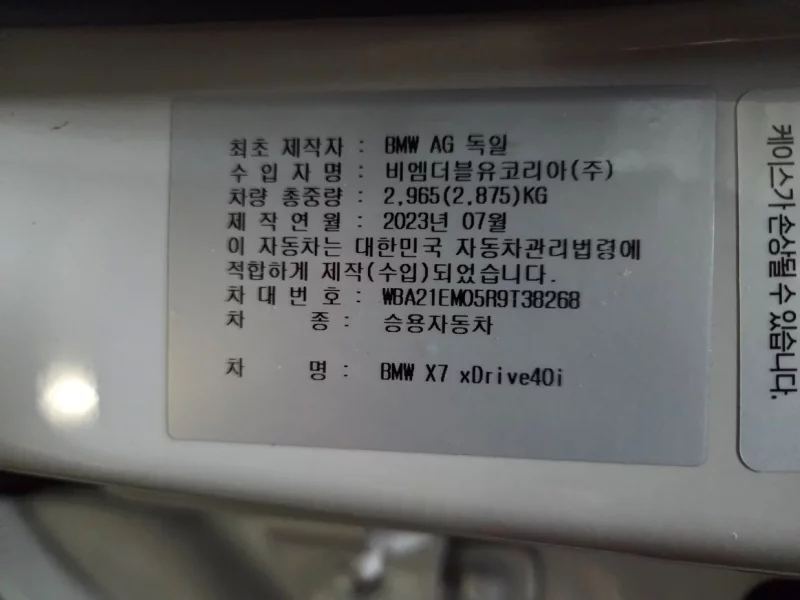 최초 제작자 : BMW AG 독일
수 입 자 명 : 비엠더블유코리아(주)
차량 총중량 : 2,965(2,875)KG
제 작 연 월 : 2023년 07월
이 자동차는 대한민국 자동차관리법령에
적합하게 제작(수입)되었습니다.
차 대 번 호 : WBA21EM05R9T38268
차 종 : 승용자동차
차 명 : BMW X7 xDrive40i
케이스가 손상될 수 있습니다.